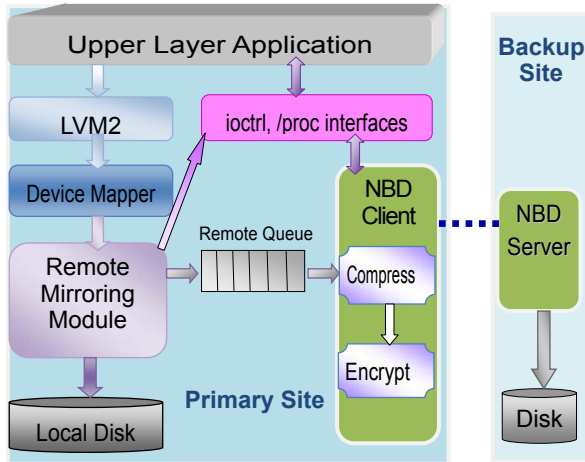 Upper Layer Application
Backup
Site
LVM2
ioctrl, /proc interfaces
Device Mapper
NBD
Client
NBD
Server
Remote Queue
Remote
Mirroring
Module
Compress
Encrypt
Primary Site
Local Disk
Disk